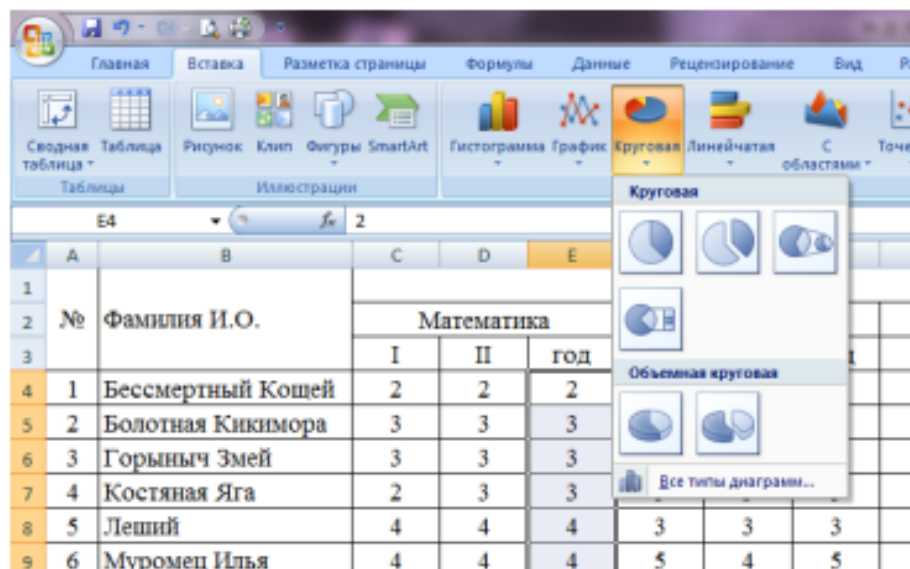 Главная Вставка Разметка страницы Формулы Данные Рецензирование Вид
Сводная таблица Таблица Рисунок Клип Фигуры SmartArt Гистограмма График Круговая Линейчатая С областями
Таблицы Иллюстрации
Круговая
E4 fx 2
A B C D E
1
2 № Фамилия И.О. Математика
3 I II год
Объемная круговая
4 1 Бессмертный Кощей 2 2 2
5 2 Болотная Кикимора 3 3 3
6 3 Горыныч Змей 3 3 3
Все типы диаграмм...
7 4 Костяная Яга 2 3 3
8 5 Леший 4 4 4 3 3 3
9 6 Муромец Илья 4 4 4 5 4 5